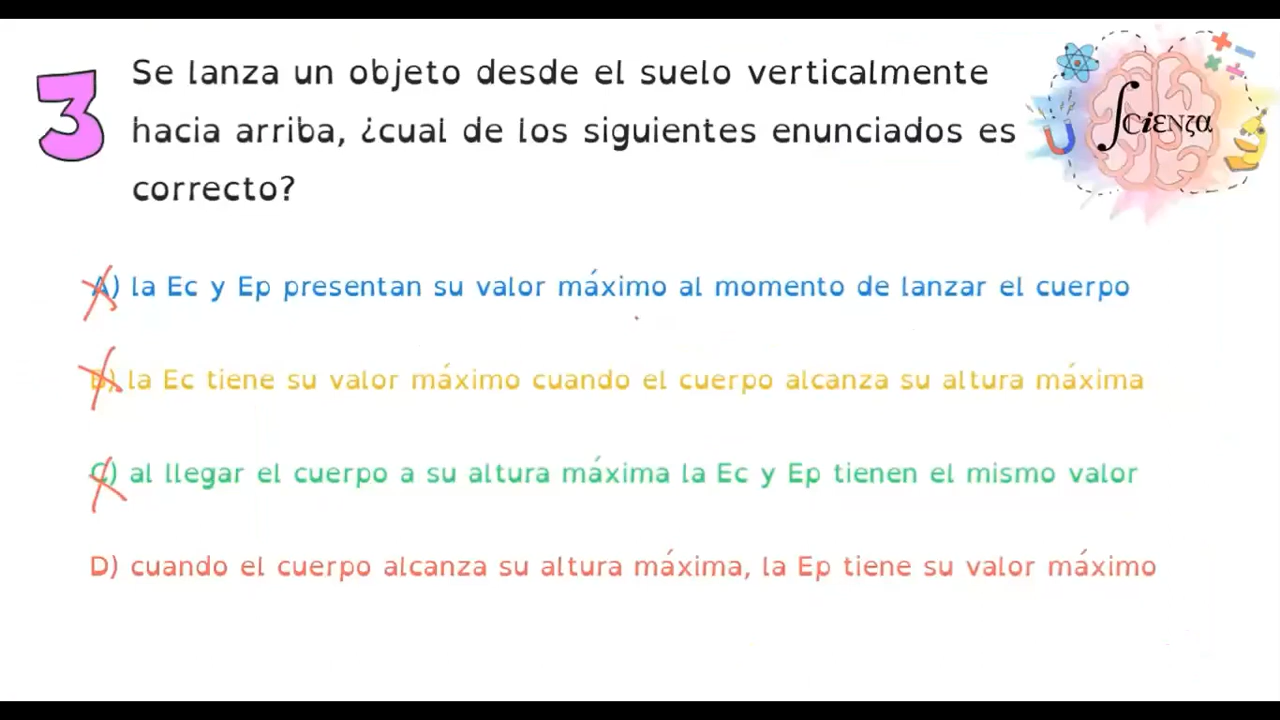 3
Se lanza un objeto desde el suelo verticalmente
hacia arriba, ¿cual de los siguientes enunciados es
correcto?
∫CiEnζα
A) la Ec y Ep presentan su valor máximo al momento de lanzar el cuerpo
B) la Ec tiene su valor máximo cuando el cuerpo alcanza su altura máxima
C) al llegar el cuerpo a su altura máxima la Ec y Ep tienen el mismo valor
D) cuando el cuerpo alcanza su altura máxima, la Ep tiene su valor máximo